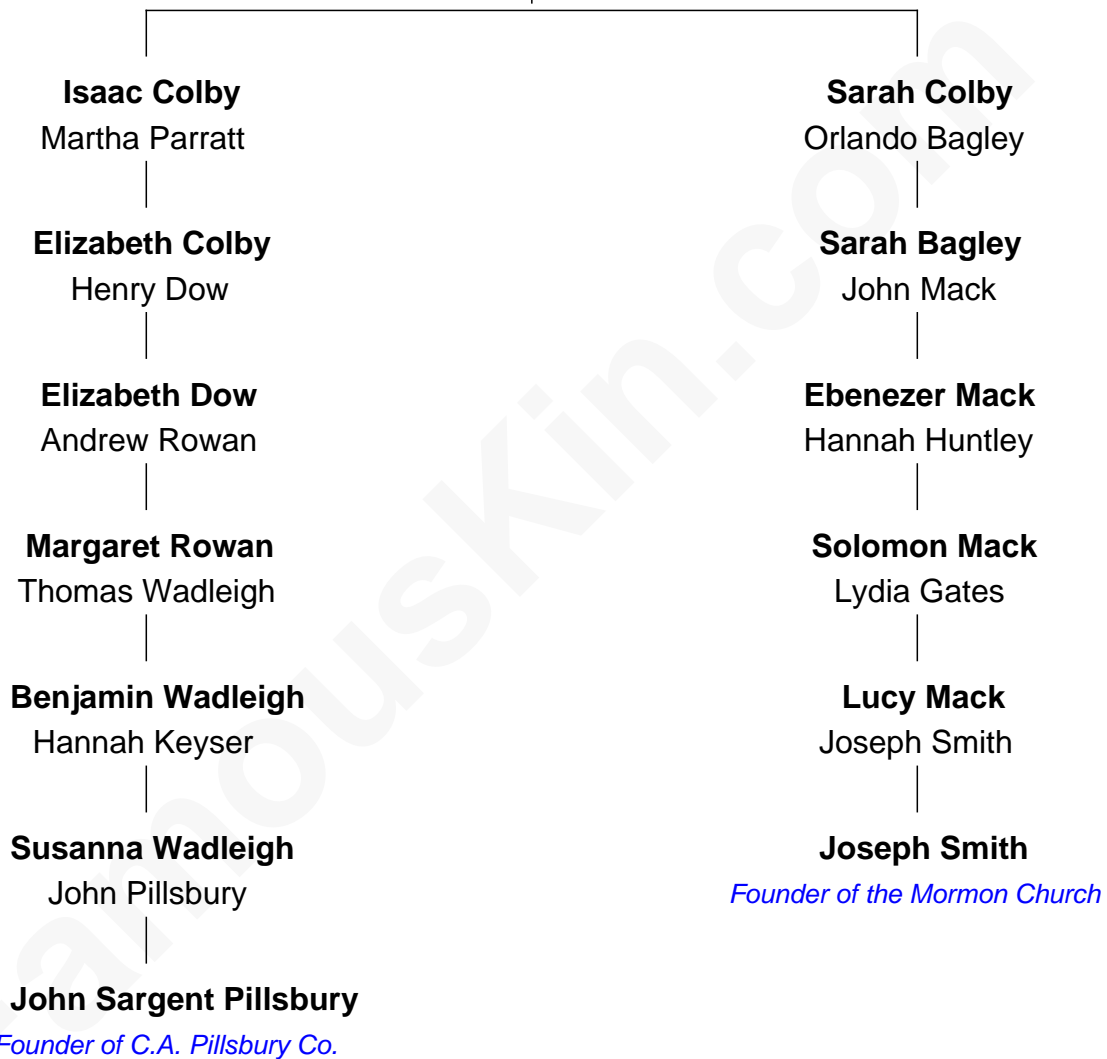 Isaac Colby
Martha Parratt
Elizabeth Colby
Henry Dow
Elizabeth Dow
Andrew Rowan
Margaret Rowan
Thomas Wadleigh
Benjamin Wadleigh
Hannah Keyser
Susanna Wadleigh
John Pillsbury
John Sargent Pillsbury
Founder of C.A. Pillsbury Co.
Sarah Colby
Orlando Bagley
Sarah Bagley
John Mack
Ebenezer Mack
Hannah Huntley
Solomon Mack
Lydia Gates
Lucy Mack
Joseph Smith
Joseph Smith
Founder of the Mormon Church
FamousKin.com